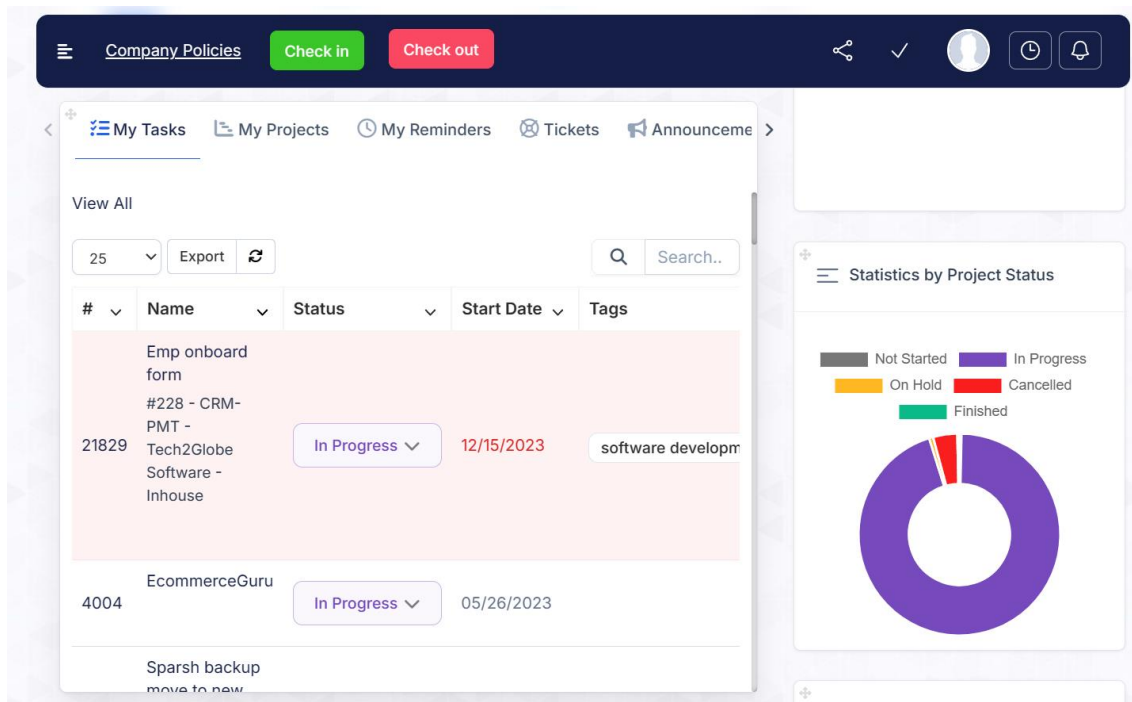 Company Policies
Check in
Check out
My Tasks
My Projects
My Reminders
Tickets
Announceme
View All
25
Export
Search..
# Name Status Start Date Tags
21829
Emp onboard
form
#228 - CRM-
PMT -
Tech2Globe
Software -
Inhouse
In Progress
12/15/2023
software developm
4004
EcommerceGuru
In Progress
05/26/2023
Sparsh backup
move to new
Statistics by Project Status
Not Started
In Progress
On Hold
Cancelled
Finished